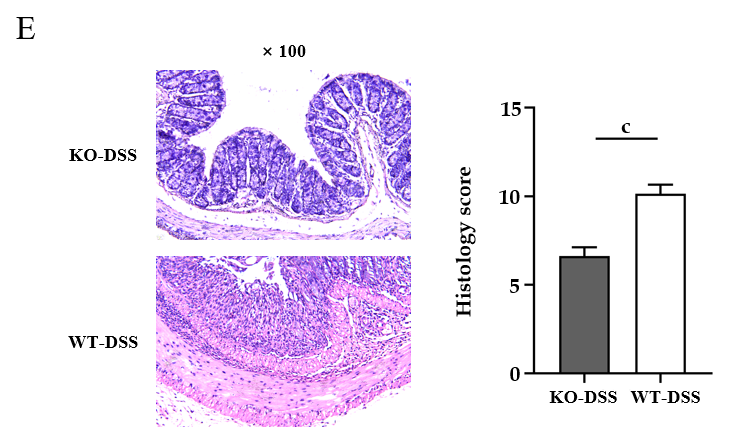 E
× 100
KO-DSS
WT-DSS
Histology score
15
10
5
0
c
KO-DSS WT-DSS